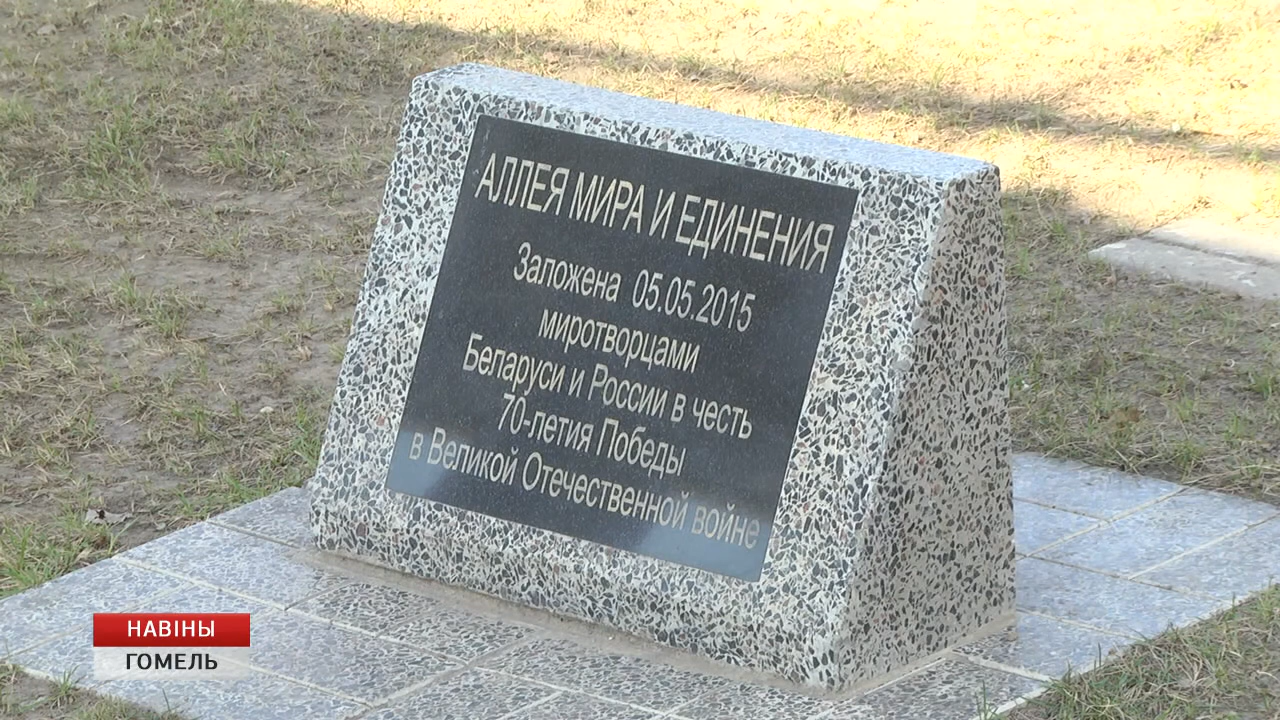 АЛЛЕЯ МИРА И ЕДИНЕНИЯ
Заложена 05.05.2015
миротворцами
Беларуси и России в честь
70-летия Победы
в Великой Отечественной войне
НАВІНЫ
ГОМЕЛЬ